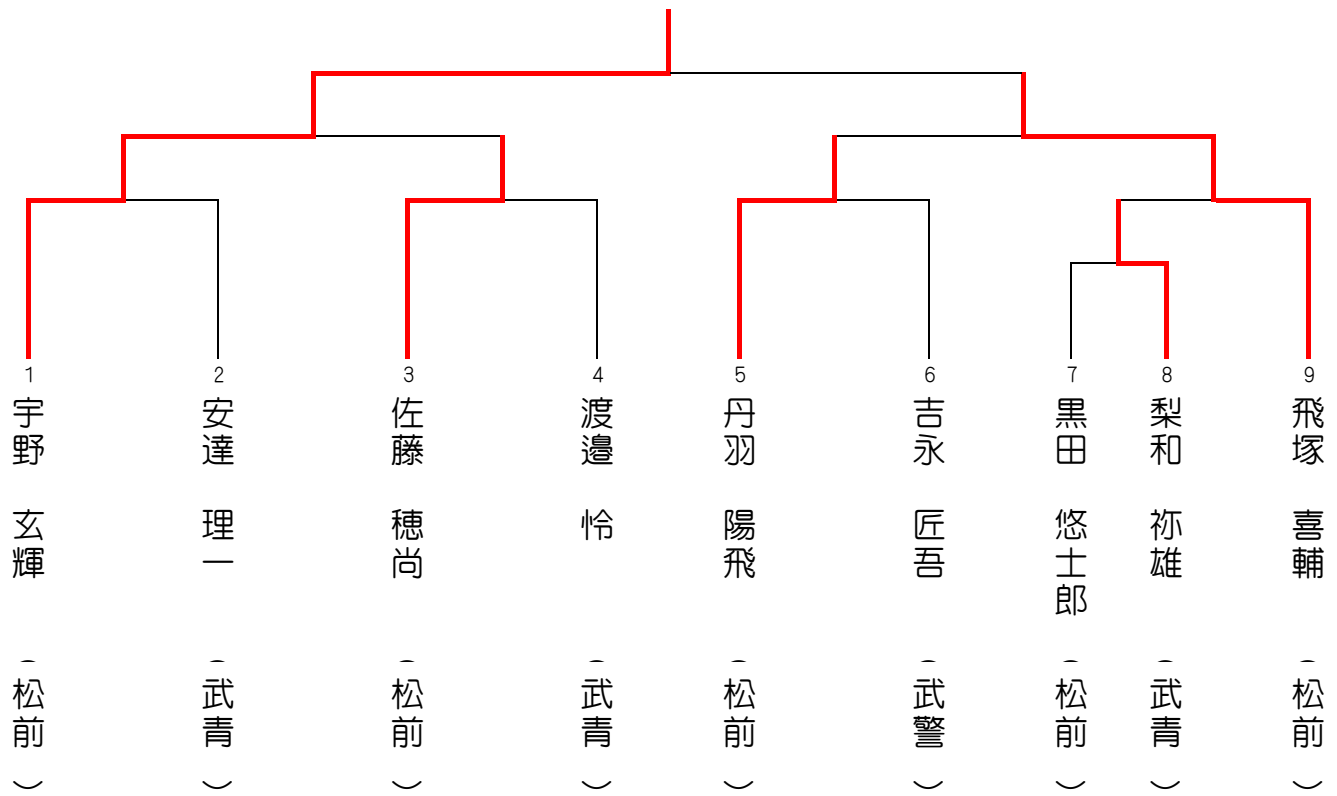 1
宇野 玄輝 （松前）
2
安達 理一 （武青）
3
佐藤 穂尚 （松前）
4
渡邉 怜 （武青）
5
丹羽 陽飛 （松前）
6
吉永 匠吾 （武警）
7
黒田 悠士郎 （松前）
8
梨和 祢雄 （武青）
9
飛塚 喜輔 （松前）